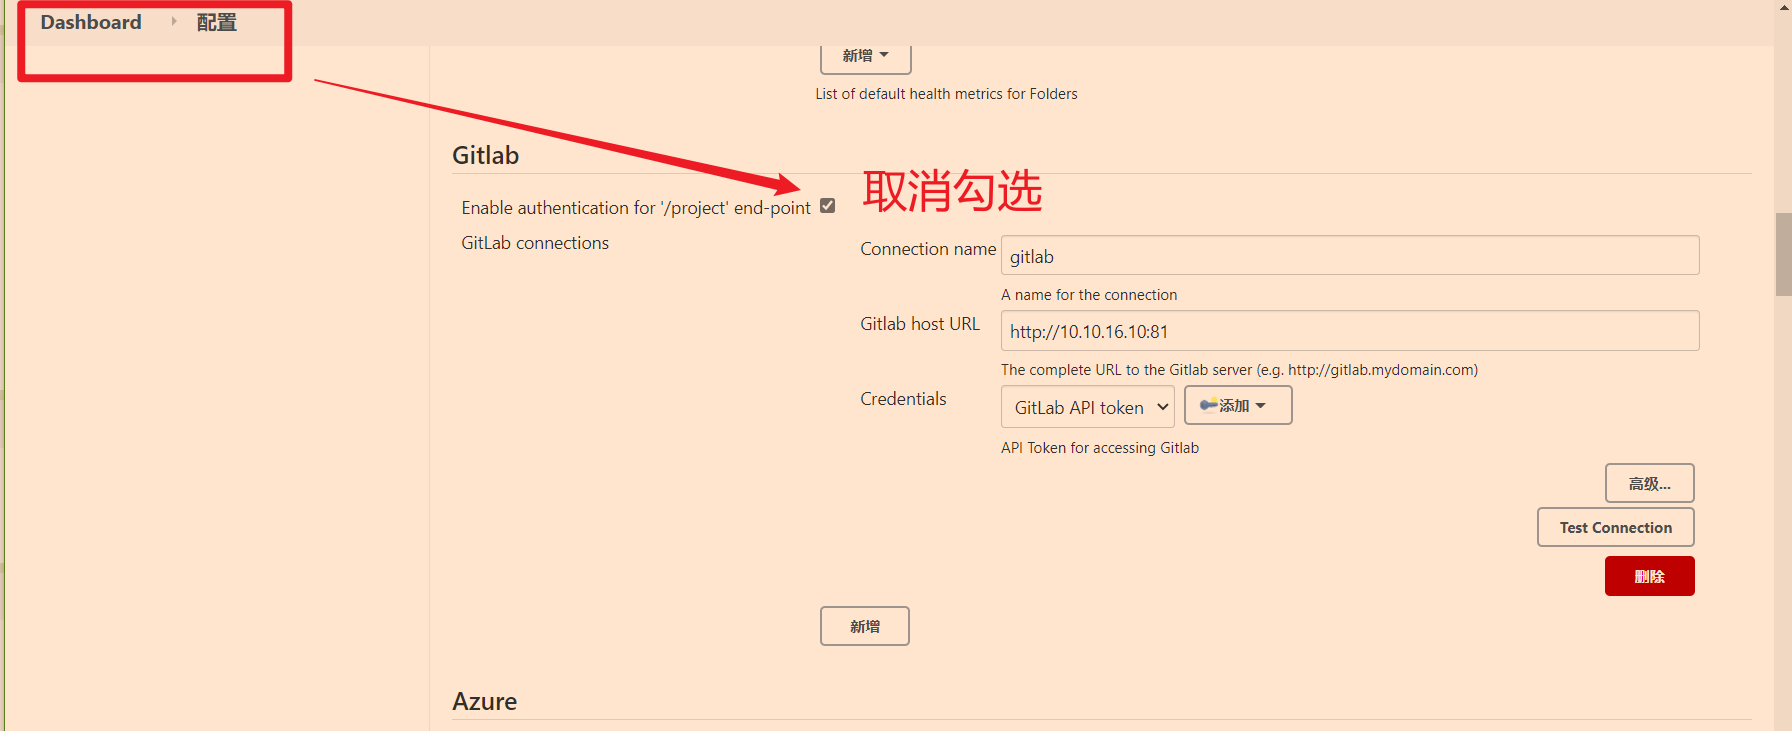 Dashboard 配置
新增
List of default health metrics for Folders
Gitlab
取消勾选
Enable authentication for '/project' end-point
GitLab connections
Connection name
gitlab
A name for the connection
Gitlab host URL
http://10.10.16.10:81
The complete URL to the Gitlab server (e.g. http://gitlab.mydomain.com)
Credentials
GitLab API token
添加
API Token for accessing Gitlab
高级...
Test Connection
删除
新增
Azure